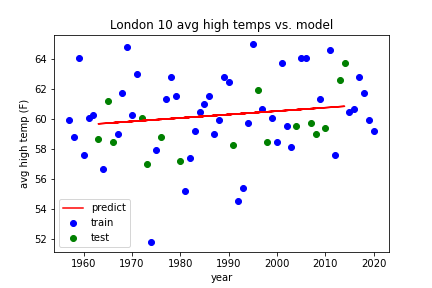 London 10 avg high temps vs. model
avg high temp (F)
64
62
60
58
56
54
52
predict
train
test
1960 1970 1980 1990 2000 2010 2020
year